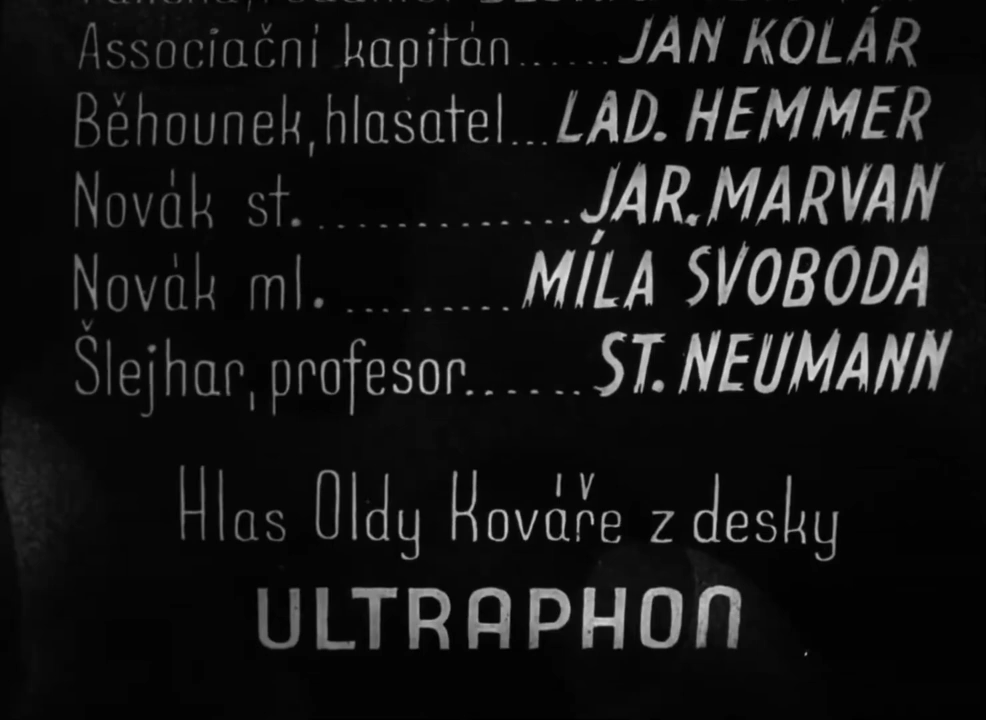 Associační kapitán......JAN KOLÁR
Běhounek, hlasatel...LAD. HEMMER
Novák st..............JAR. MARVAN
Novák ml. .........MÍLA SVOBODA
Šlejhar, profesor......ST. NEUMANN
Hlas Oldy Kováře z desky
ULTRAPHON